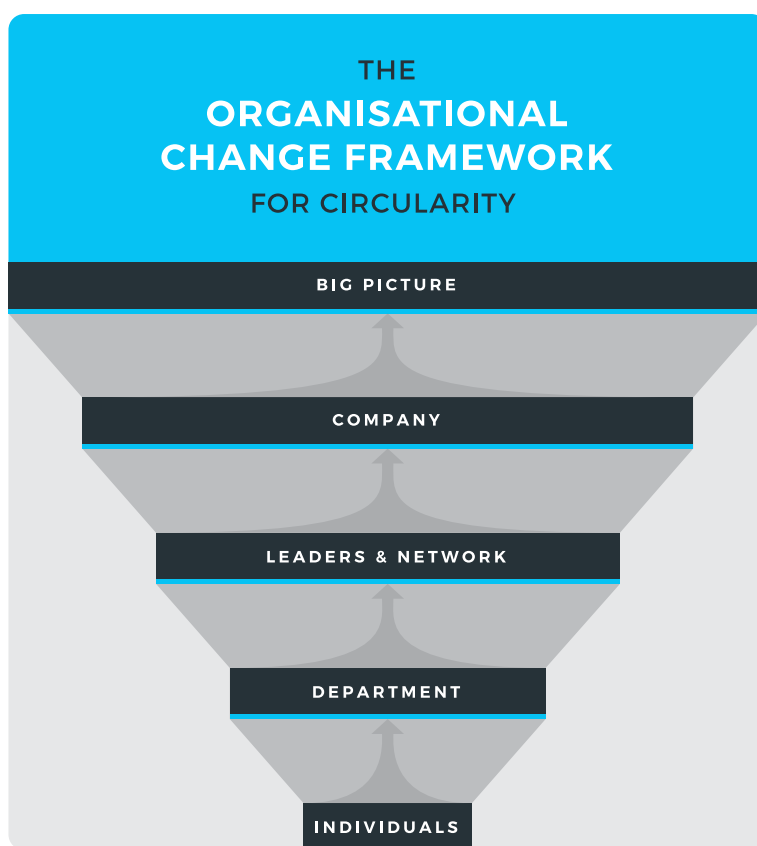 THE
ORGANISATIONAL
CHANGE FRAMEWORK
FOR CIRCULARITY
BIG PICTURE
COMPANY
LEADERS & NETWORK
DEPARTMENT
INDIVIDUALS